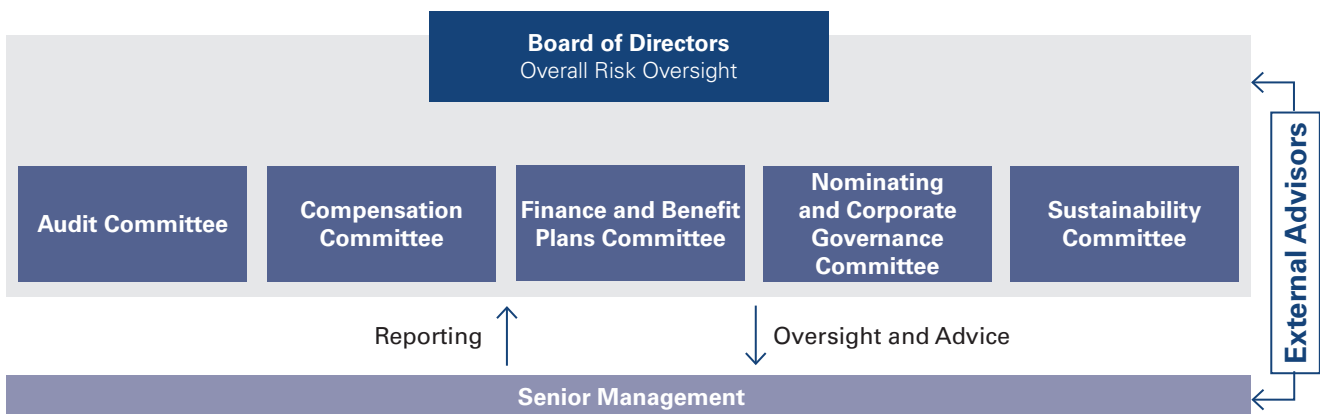 Board of Directors
Overall Risk Oversight
Audit Committee
Compensation
Committee
Finance and Benefit
Plans Committee
Nominating
and Corporate
Governance
Committee
Sustainability
Committee
External Advisors
Reporting
Oversight and Advice
Senior Management